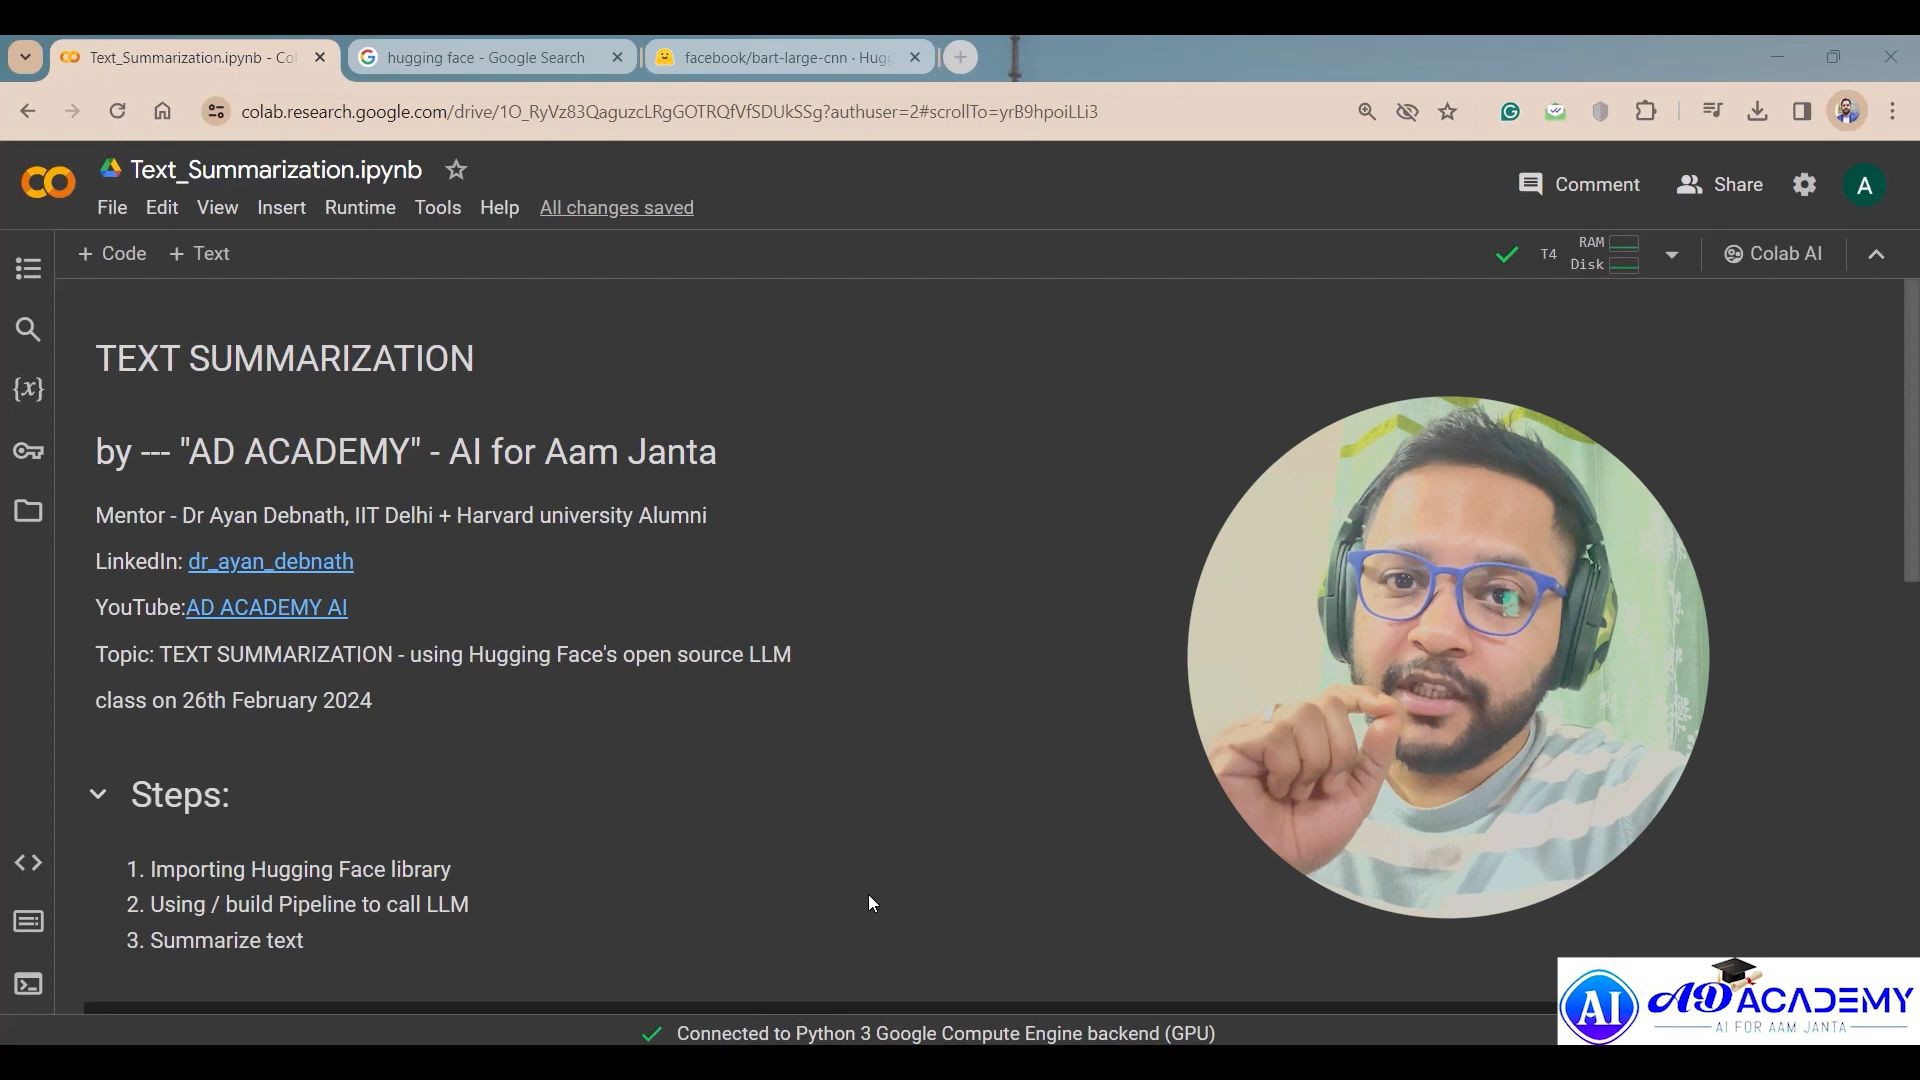 Text_Summarization.ipynb - Co
hugging face - Google Search
facebook/bart-large-cnn · Hugg
colab.research.google.com/drive/1O_RyVz83QaguzcLRgGOTRQfVfSDUkSSg?authuser=2#scrollTo=yrB9hpoiLLi3
Text_Summarization.ipynb
Comment
Share
A
File Edit View Insert Runtime Tools Help All changes saved
+ Code + Text
T4
RAM
Disk
Colab AI
{x}
TEXT SUMMARIZATION
by --- "AD ACADEMY" - AI for Aam Janta
Mentor - Dr Ayan Debnath, IIT Delhi + Harvard university Alumni
LinkedIn: dr_ayan_debnath
YouTube:AD ACADEMY AI
Topic: TEXT SUMMARIZATION - using Hugging Face's open source LLM
class on 26th February 2024
Steps:
1. Importing Hugging Face library
2. Using / build Pipeline to call LLM
3. Summarize text
Connected to Python 3 Google Compute Engine backend (GPU)
AI
AD ACADEMY
AI FOR AAM JANTA